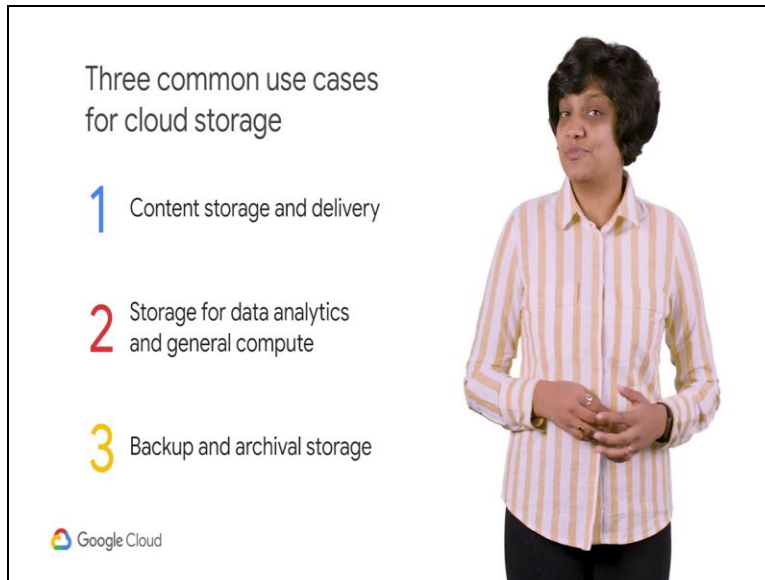 Three common use cases
for cloud storage
1 Content storage and delivery
2 Storage for data analytics
and general compute
3 Backup and archival storage
Google Cloud